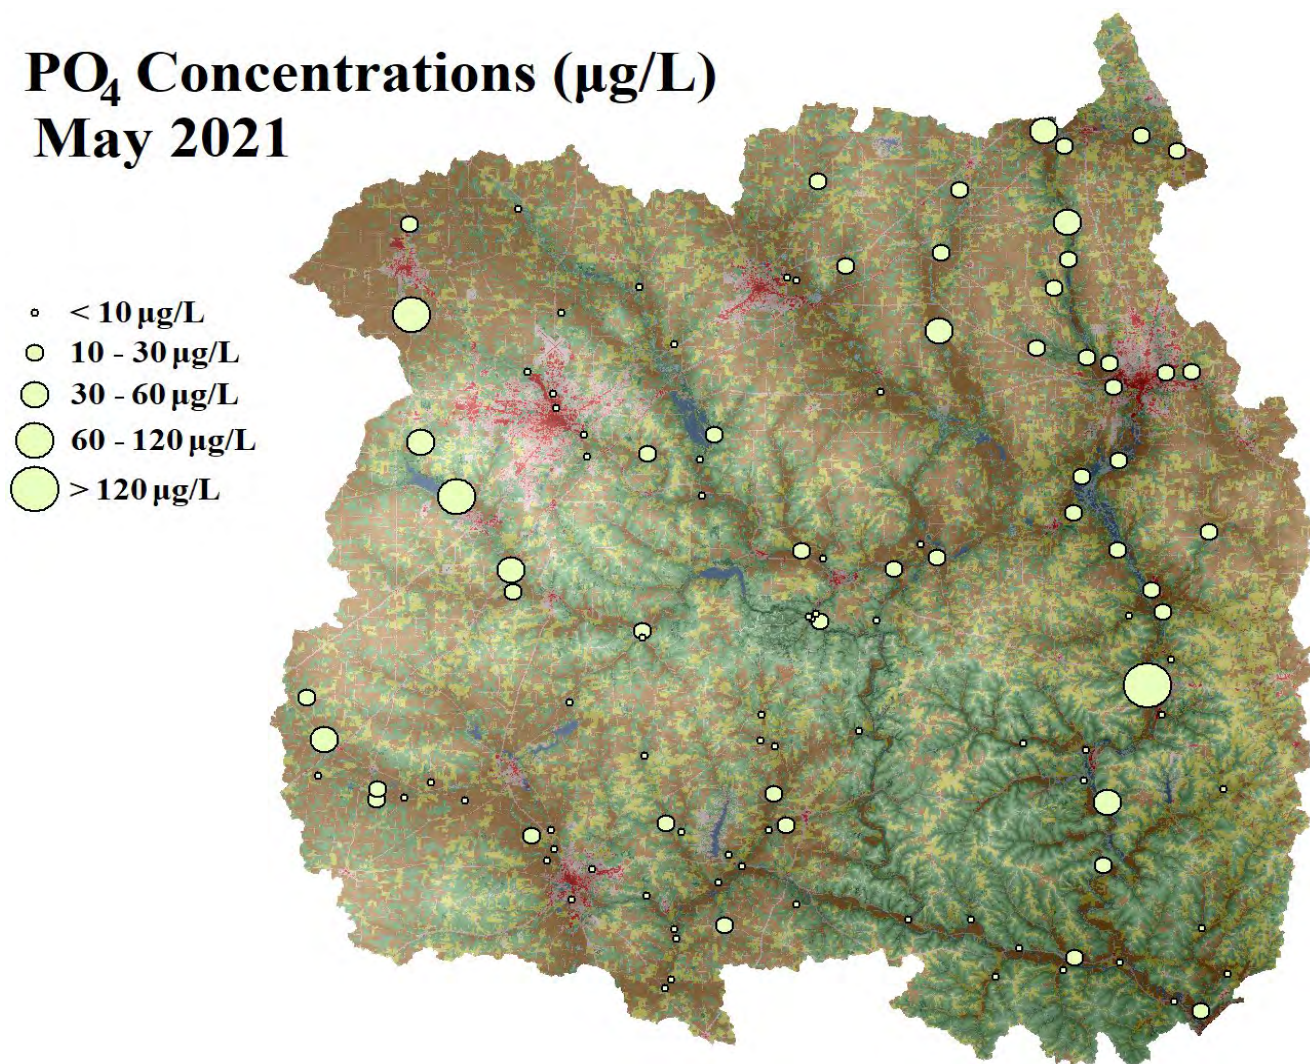 PO₄ Concentrations (µg/L)
May 2021
< 10 µg/L
10 - 30 µg/L
30 - 60 µg/L
60 - 120 µg/L
> 120 µg/L